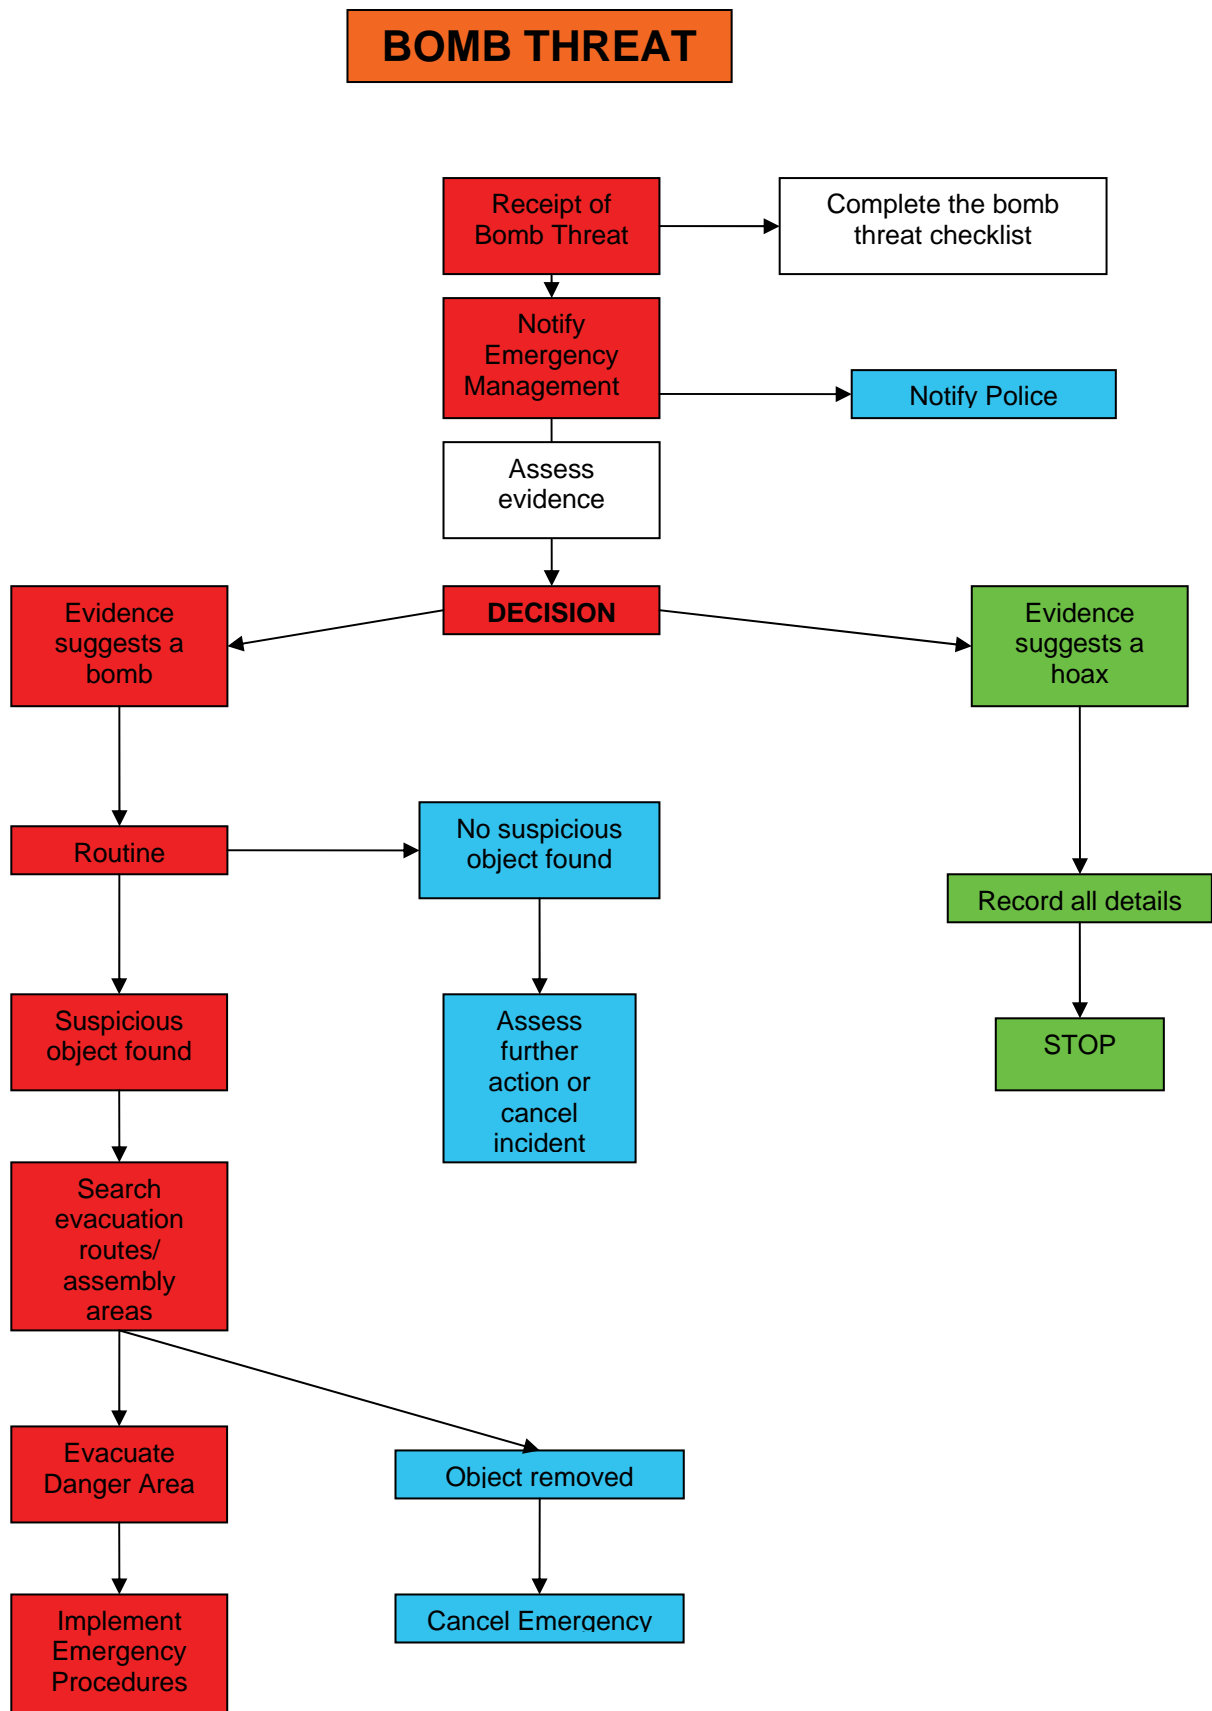 BOMB THREAT
Receipt of
Bomb Threat
Complete the bomb
threat checklist
Notify
Emergency
Management
Notify Police
Assess
evidence
DECISION
Evidence
suggests a
bomb
Evidence
suggests a
hoax
Routine
No suspicious
object found
Record all details
Suspicious
object found
Assess
further
action or
cancel
incident
STOP
Search
evacuation
routes/
assembly
areas
Evacuate
Danger Area
Object removed
Implement
Emergency
Procedures
Cancel Emergency